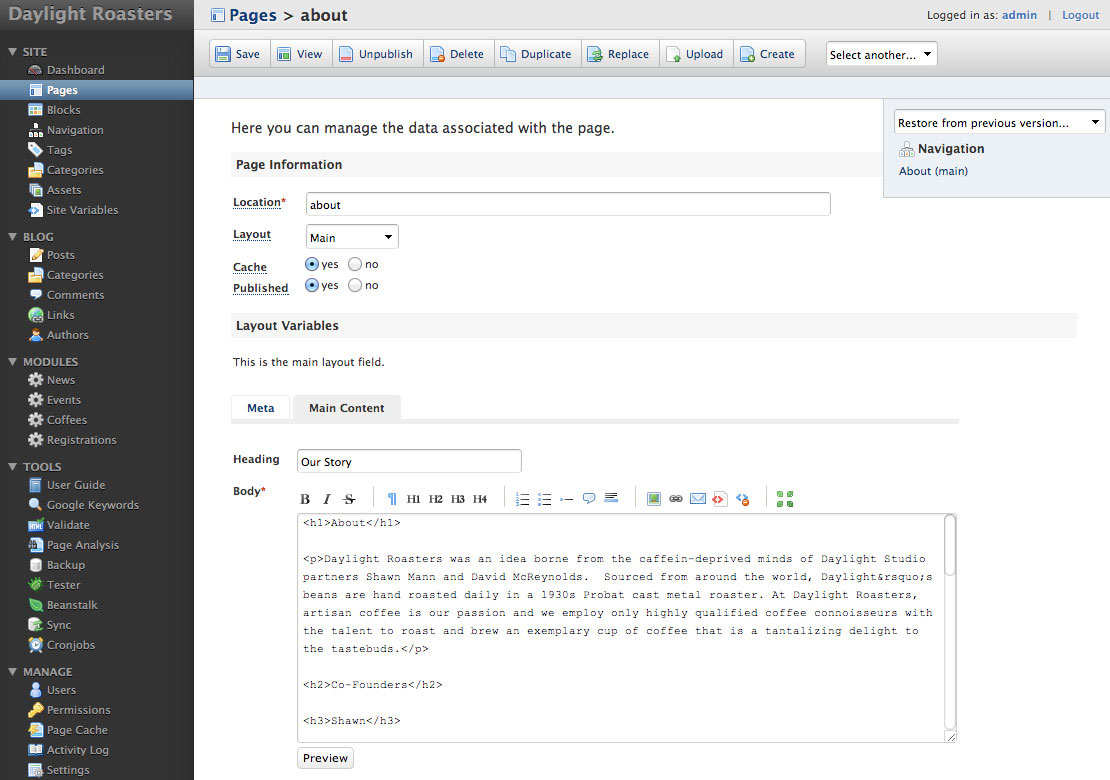 Daylight Roasters
Pages > about
Logged in as: admin | Logout
Save View Unpublish Delete Duplicate Replace Upload Create Select another...
SITE
Dashboard
Pages
Blocks
Navigation
Tags
Categories
Assets
Site Variables
BLOG
Posts
Categories
Comments
Links
Authors
MODULES
News
Events
Coffees
Registrations
TOOLS
User Guide
Google Keywords
Validate
Page Analysis
Backup
Tester
Beanstalk
Sync
Cronjobs
MANAGE
Users
Permissions
Page Cache
Activity Log
Settings
Here you can manage the data associated with the page.
Restore from previous version...
Navigation
About (main)
Page Information
Location* about
Layout Main
Cache yes no
Published yes no
Layout Variables
This is the main layout field.
Meta Main Content
Heading Our Story
Body* B I S ¶ H1 H2 H3 H4
<h1>About</h1>
<p>Daylight Roasters was an idea borne from the caffein-deprived minds of Daylight Studio
partners Shawn Mann and David McReynolds.  Sourced from around the world, Daylight&rsquo;s
beans are hand roasted daily in a 1930s Probat cast metal roaster. At Daylight Roasters,
artisan coffee is our passion and we employ only highly qualified coffee connoisseurs with
the talent to roast and brew an exemplary cup of coffee that is a tantalizing delight to
the tastebuds.</p>
<h2>Co-Founders</h2>
<h3>Shawn</h3>
Preview